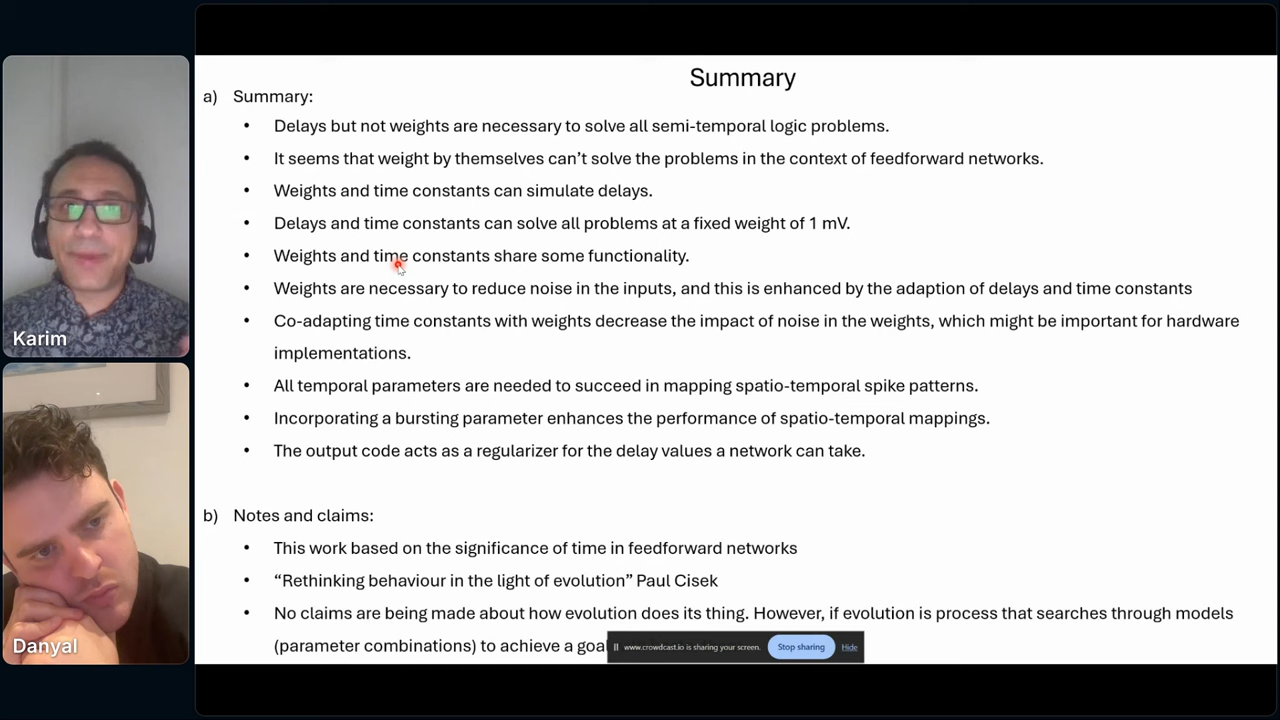 Summary
a) Summary:
• Delays but not weights are necessary to solve all semi-temporal logic problems.
• It seems that weight by themselves can't solve the problems in the context of feedforward networks.
• Weights and time constants can simulate delays.
• Delays and time constants can solve all problems at a fixed weight of 1 mV.
• Weights and time constants share some functionality.
• Weights are necessary to reduce noise in the inputs, and this is enhanced by the adaption of delays and time constants
• Co-adapting time constants with weights decrease the impact of noise in the weights, which might be important for hardware
implementations.
• All temporal parameters are needed to succeed in mapping spatio-temporal spike patterns.
• Incorporating a bursting parameter enhances the performance of spatio-temporal mappings.
• The output code acts as a regularizer for the delay values a network can take.
b) Notes and claims:
• This work based on the significance of time in feedforward networks
• “Rethinking behaviour in the light of evolution” Paul Cisek
• No claims are being made about how evolution does its thing. However, if evolution is process that searches through models
(parameter combinations) to achieve a goa
www.crowdcast.io is sharing your screen. Stop sharing Hide
Karim
Danyal